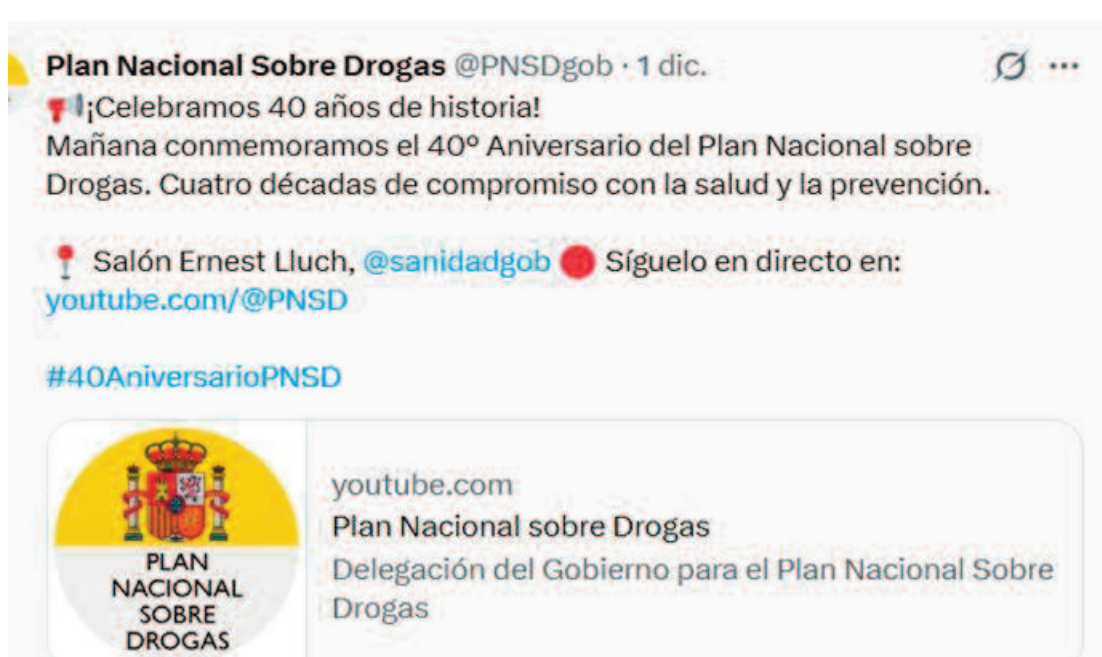 Plan Nacional Sobre Drogas @PNSDgob · 1 dic.
¡Celebramos 40 años de historia!
Mañana conmemoramos el 40º Aniversario del Plan Nacional sobre
Drogas. Cuatro décadas de compromiso con la salud y la prevención.
Salón Ernest Lluch, @sanidadgob Síguelo en directo en:
youtube.com/@PNSD
#40AniversarioPNSD
PLAN
NACIONAL
SOBRE
DROGAS
youtube.com
Plan Nacional sobre Drogas
Delegación del Gobierno para el Plan Nacional Sobre
Drogas